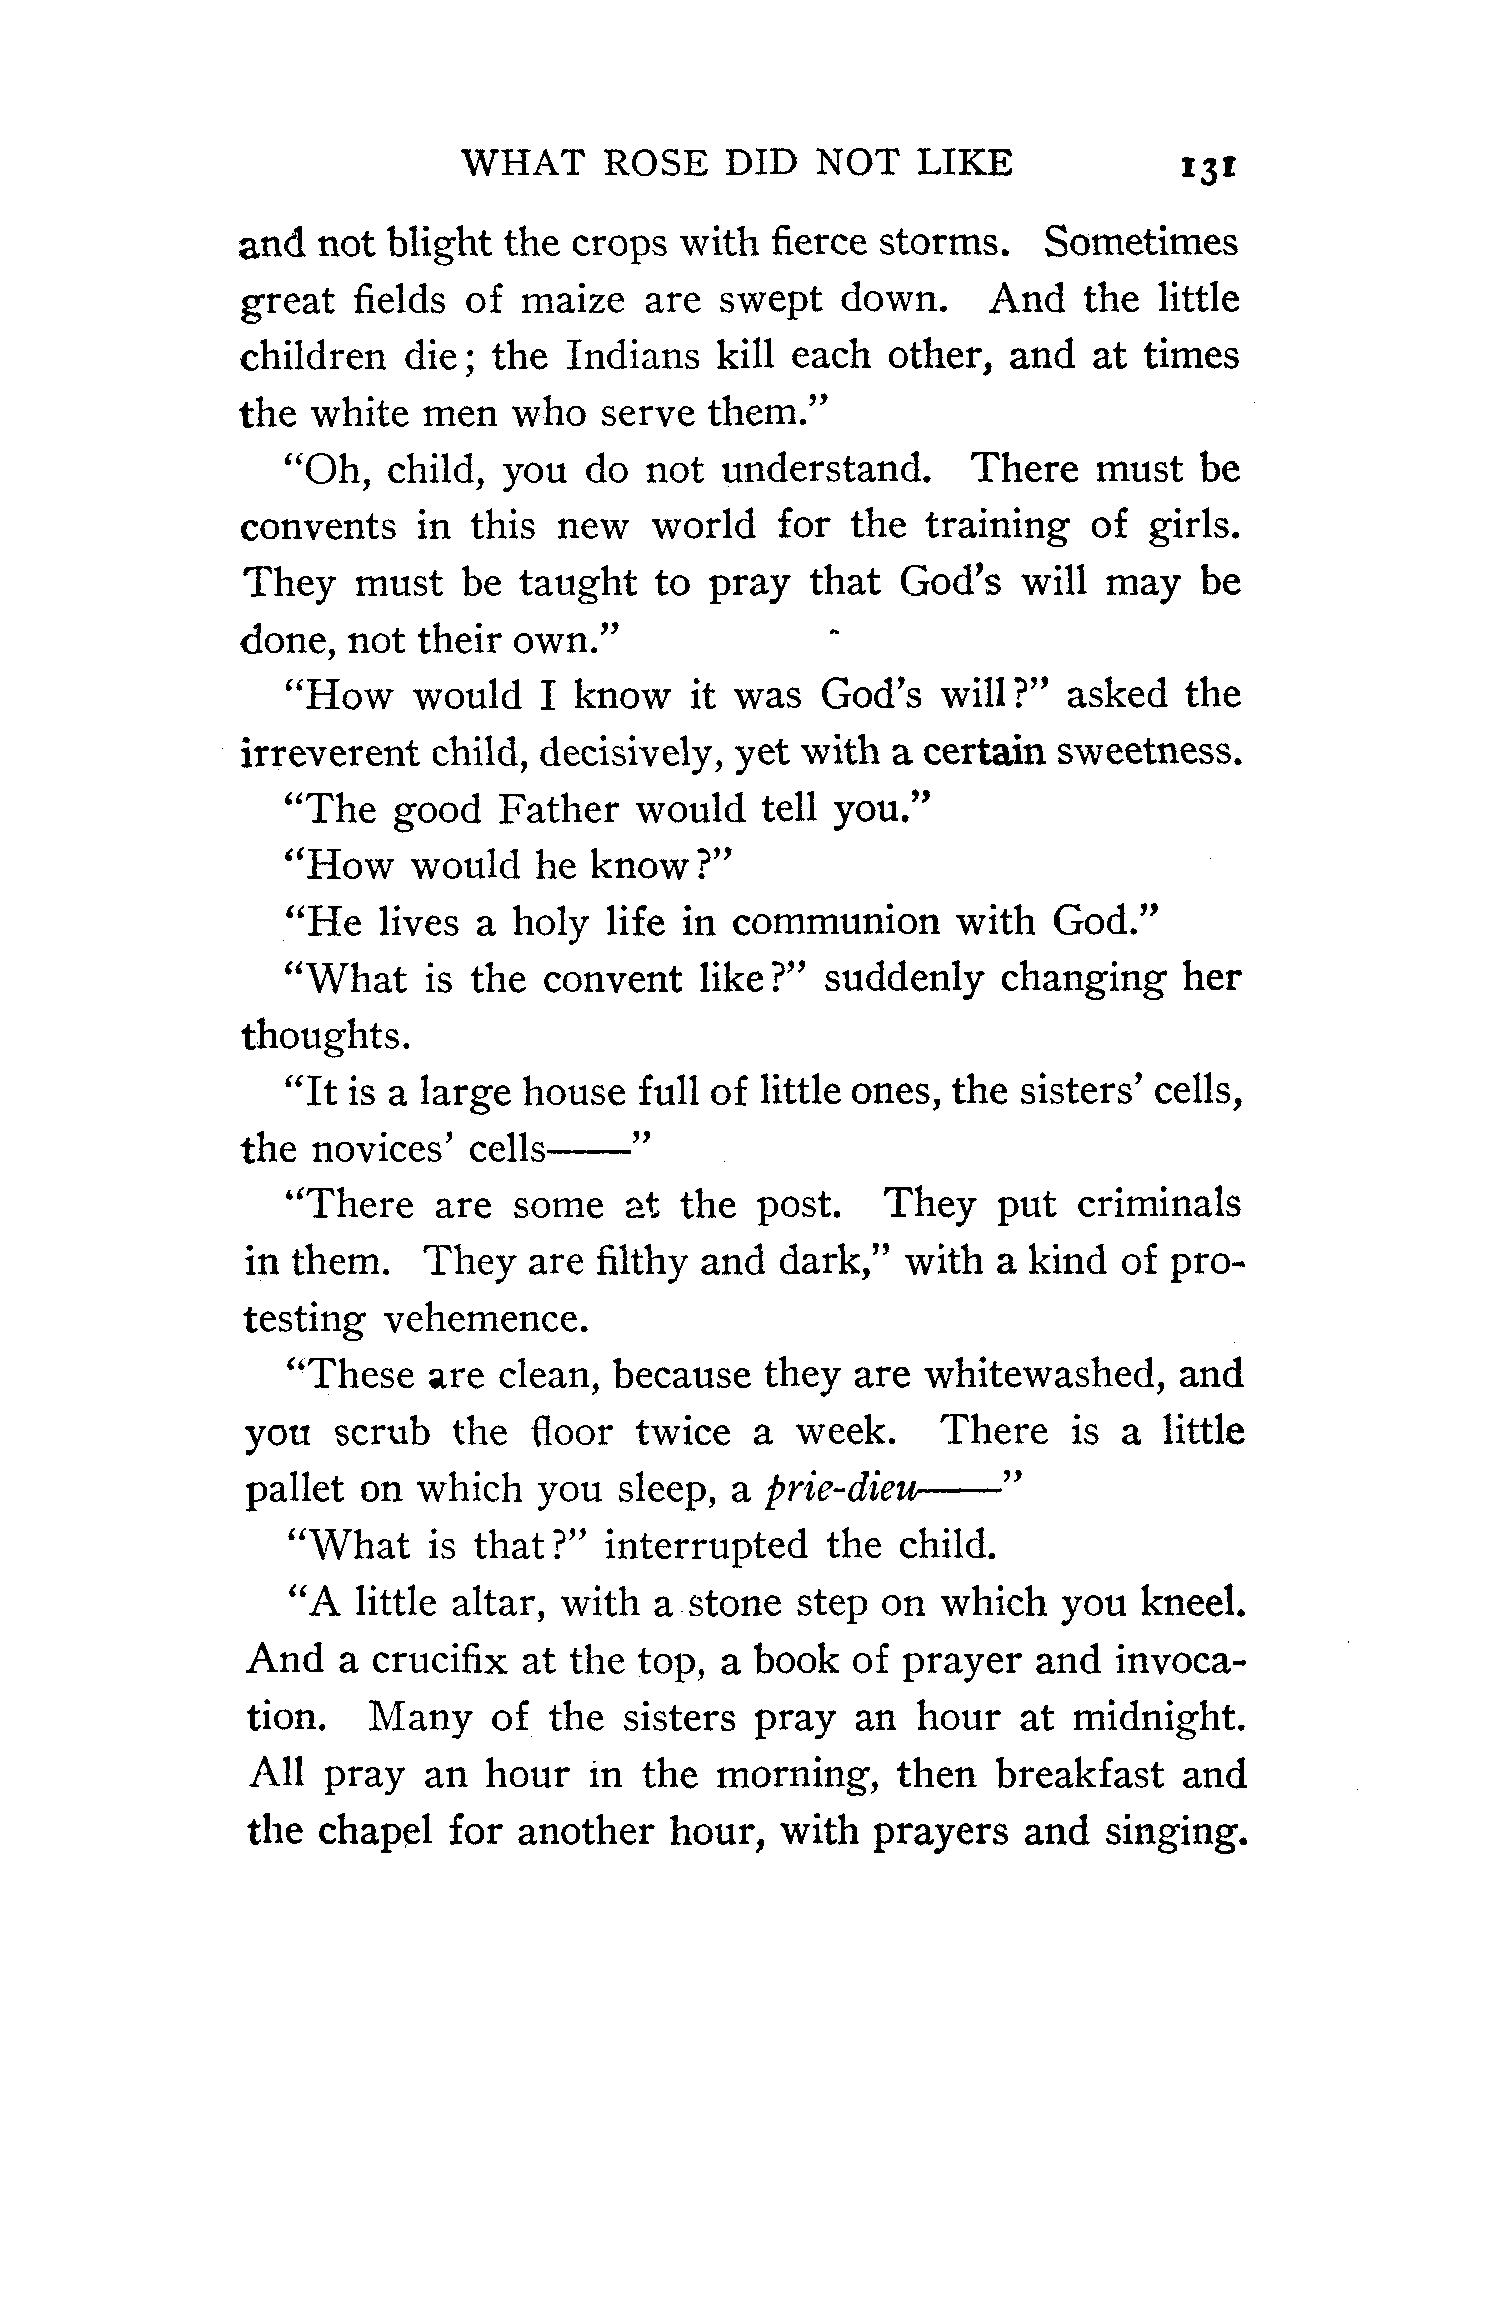 WHAT ROSE DID NOT LIKE 131
and not blight the crops with fierce storms. Sometimes
great fields of maize are swept down. And the little
children die; the Indians kill each other, and at times
the white men who serve them.”
“Oh, child, you do not understand. There must be
convents in this new world for the training of girls.
They must be taught to pray that God’s will may be
done, not their own.”
“How would I know it was God’s will?” asked the
irreverent child, decisively, yet with a certain sweetness.
“The good Father would tell you.”
“How would he know?”
“He lives a holy life in communion with God.”
“What is the convent like?” suddenly changing her
thoughts.
“It is a large house full of little ones, the sisters’ cells,
the novices’ cells——”
“There are some at the post. They put criminals
in them. They are filthy and dark,” with a kind of pro-
testing vehemence.
“These are clean, because they are whitewashed, and
you scrub the floor twice a week. There is a little
pallet on which you sleep, a prie-dieu——”
“What is that?” interrupted the child.
“A little altar, with a stone step on which you kneel.
And a crucifix at the top, a book of prayer and invoca-
tion. Many of the sisters pray an hour at midnight.
All pray an hour in the morning, then breakfast and
the chapel for another hour, with prayers and singing.